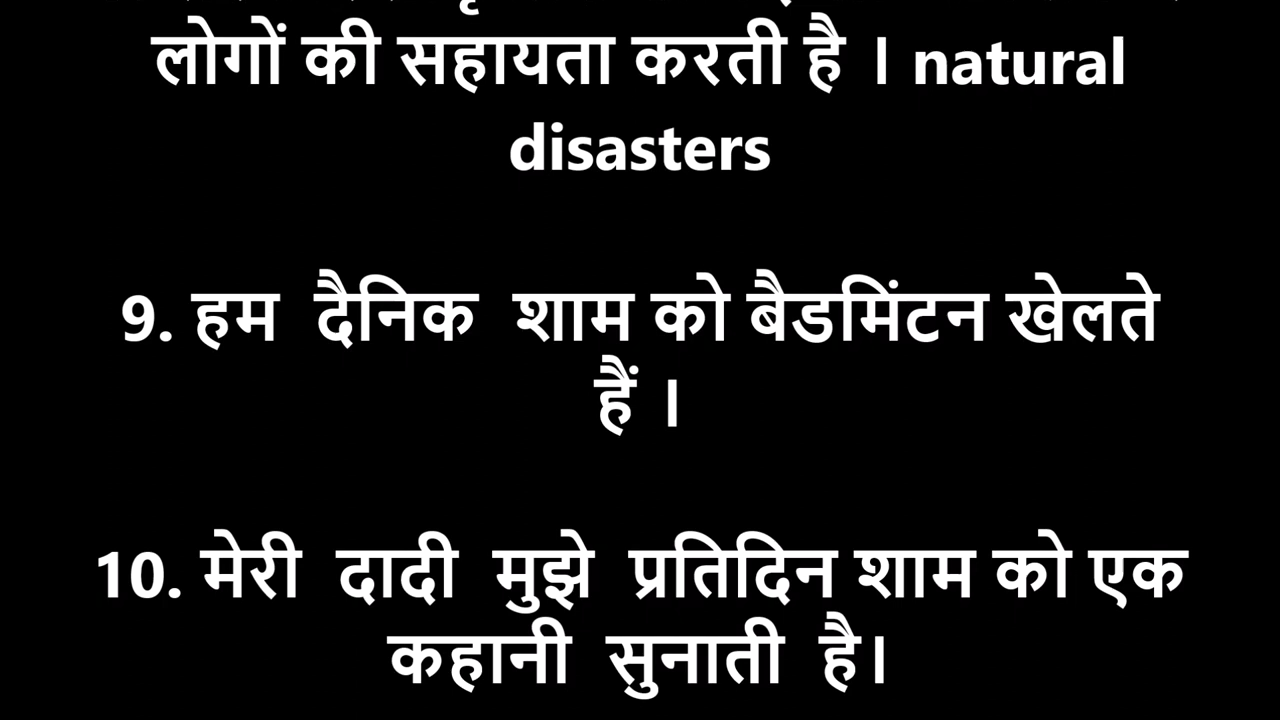 लोगों की सहायता करती है । natural
disasters
9. हम दैनिक शाम को बैडमिंटन खेलते
हैं ।
10. मेरी दादी मुझे प्रतिदिन शाम को एक
कहानी सुनाती है।